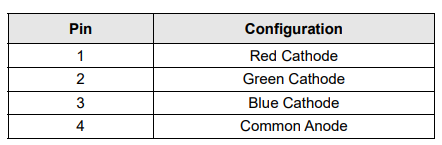 Pin Configuration
1 Red Cathode
2 Green Cathode
3 Blue Cathode
4 Common Anode